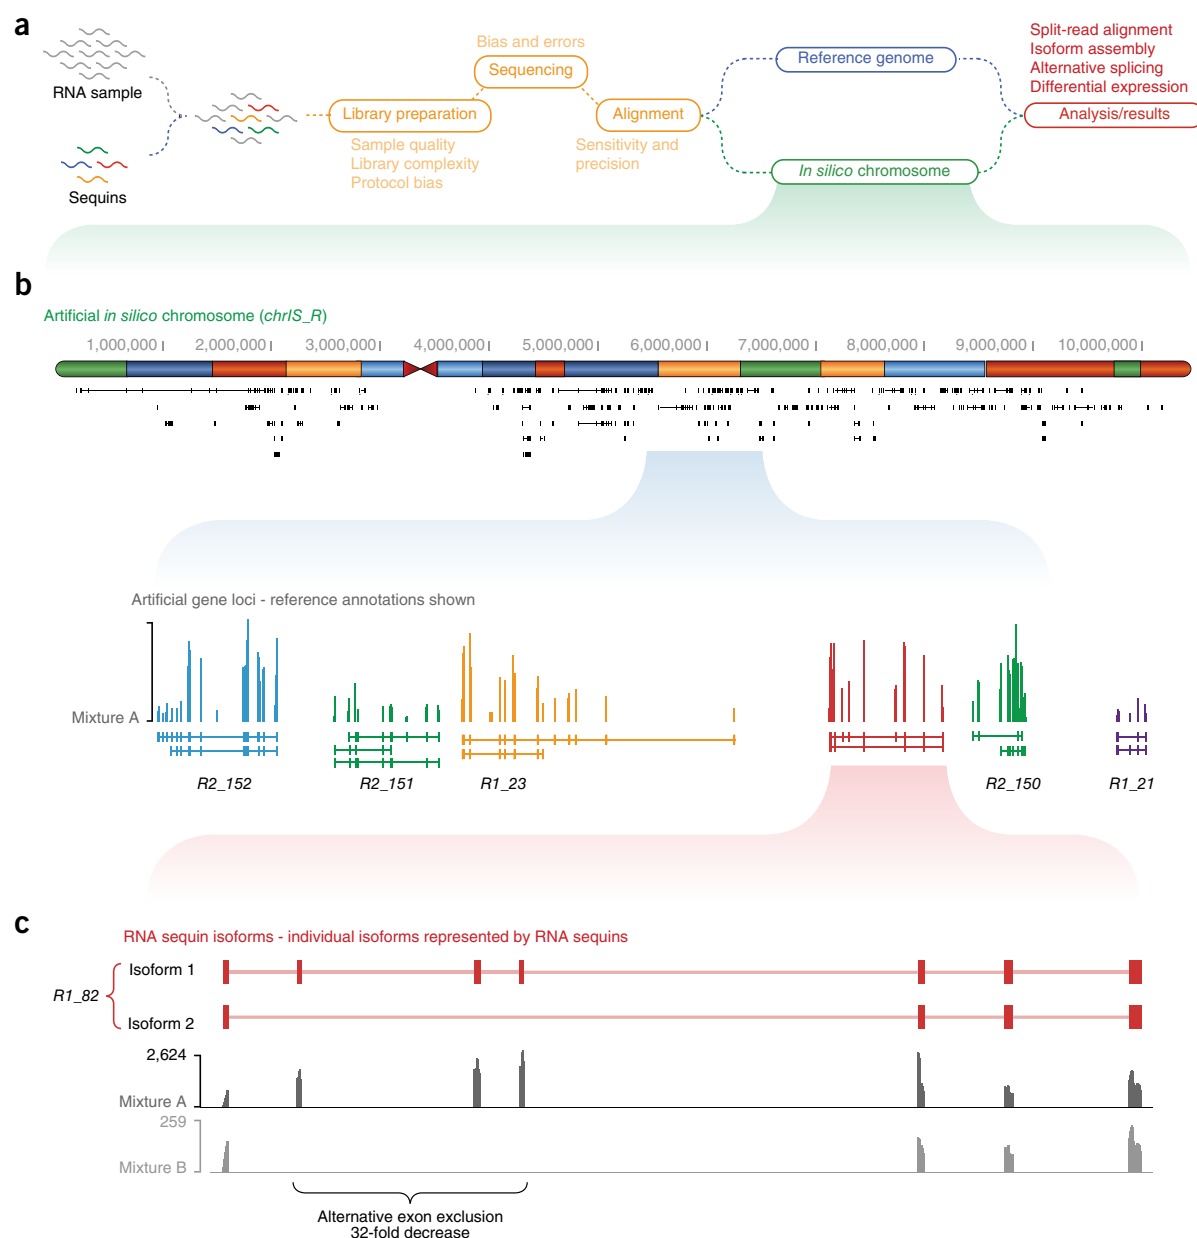 a
RNA sample
Sequins
Library preparation
Sample quality
Library complexity
Protocol bias
Bias and errors
Sequencing
Alignment
Sensitivity and
precision
Reference genome
In silico chromosome
Split-read alignment
Isoform assembly
Alternative splicing
Differential expression
Analysis/results
b
Artificial in silico chromosome (chrIS_R)
1,000,000 2,000,000 3,000,000 4,000,000 5,000,000 6,000,000 7,000,000 8,000,000 9,000,000 10,000,000
Artificial gene loci - reference annotations shown
Mixture A
R2_152 R2_151 R1_23 R2_150 R1_21
c
RNA sequin isoforms - individual isoforms represented by RNA sequins
Isoform 1
R1_82
Isoform 2
2,624
Mixture A
259
Mixture B
Alternative exon exclusion
32-fold decrease